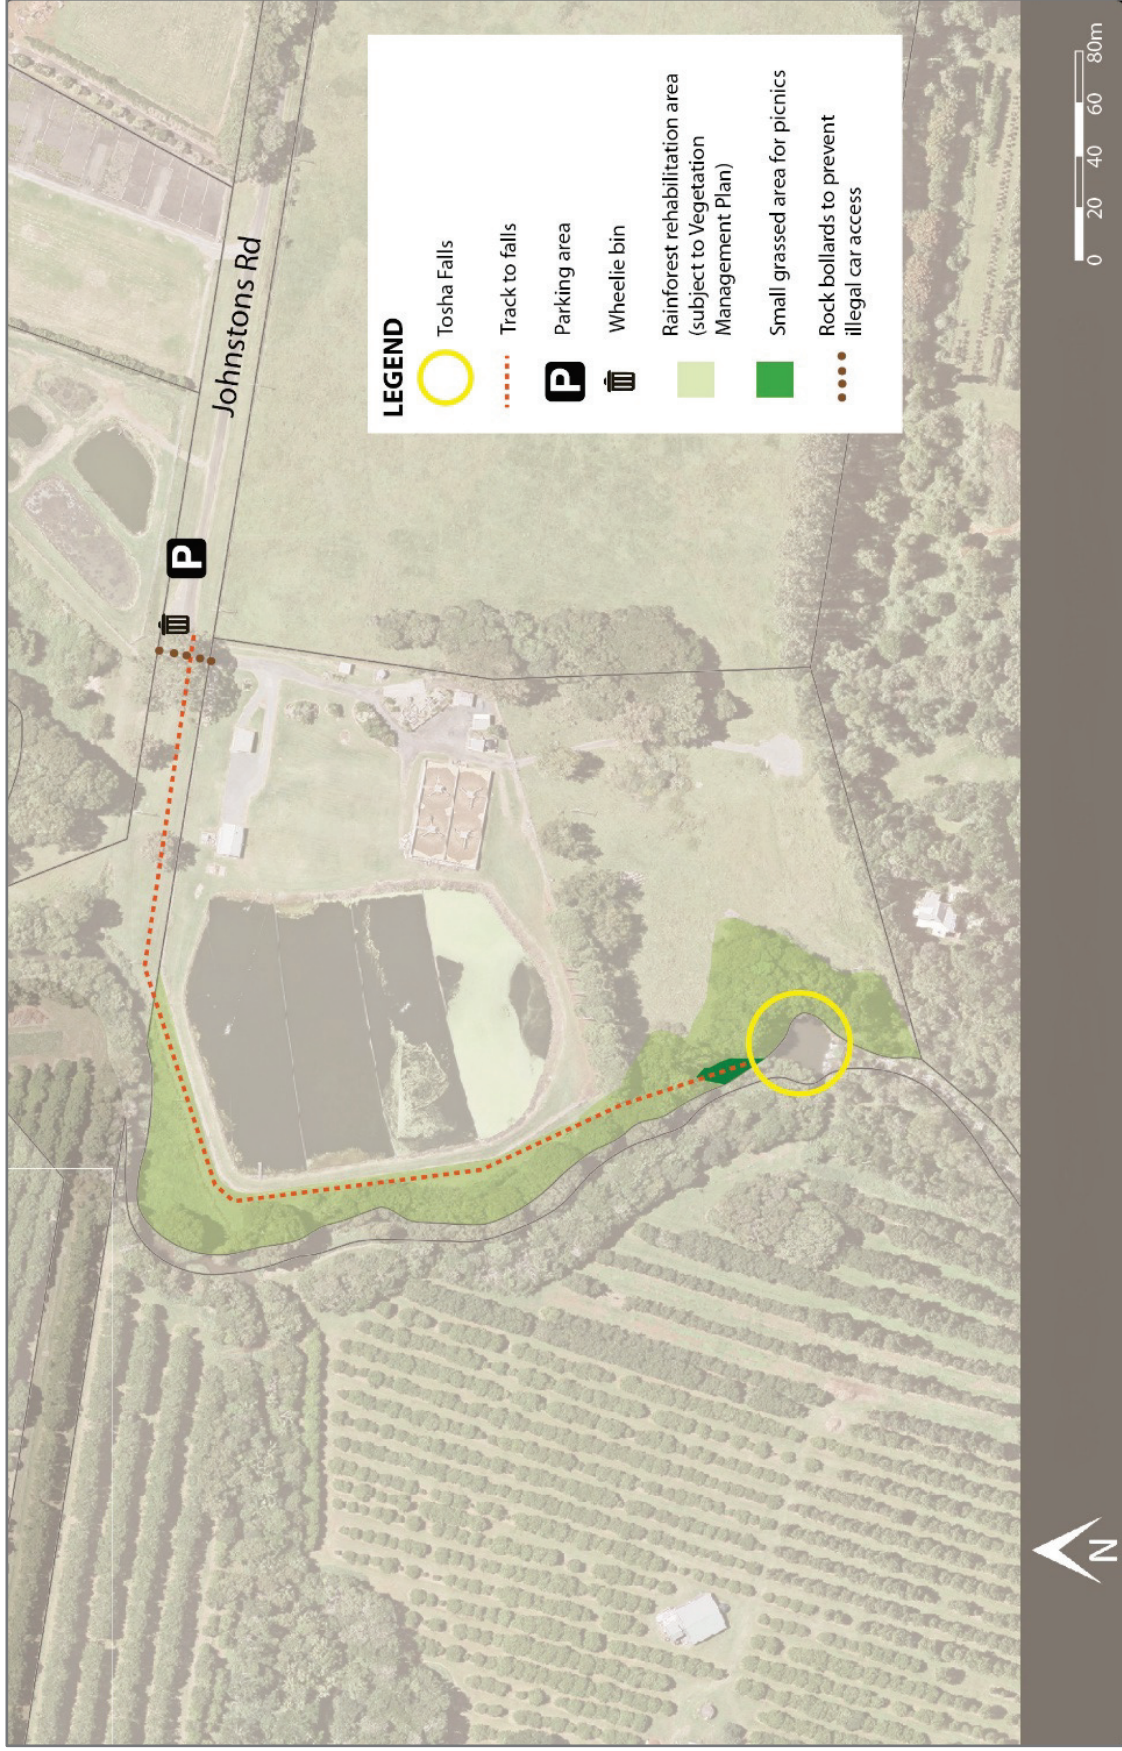 Johnstons Rd
P
LEGEND
Tosha Falls
Track to falls
P
Parking area
Wheelie bin
Rainforest rehabilitation area
(subject to Vegetation
Management Plan)
Small grassed area for picnics
Rock bollards to prevent
illegal car access
N
0 20 40 60 80m